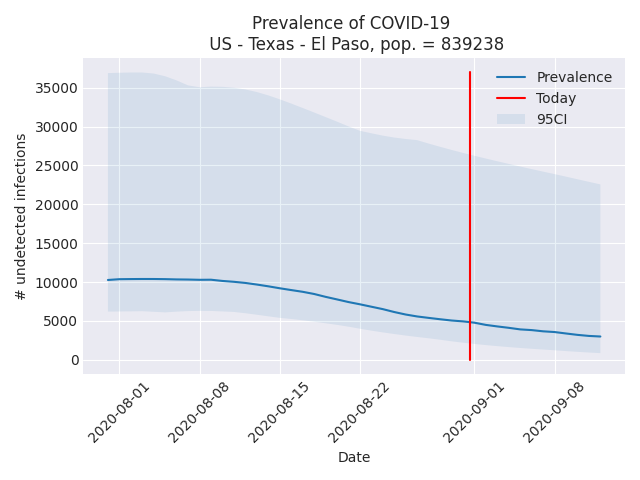 Prevalence of COVID-19
US - Texas - El Paso, pop. = 839238
Prevalence
Today
95CI
# undetected infections
35000
30000
25000
20000
15000
10000
5000
0
2020-08-01
2020-08-08
2020-08-15
2020-08-22
2020-09-01
2020-09-08
Date